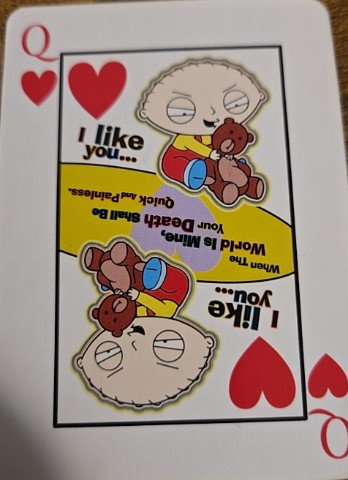 Q
I like
you...
When The
World Is Mine,
Your Death Shall Be
Quick And Painless.
I like
you...
Q